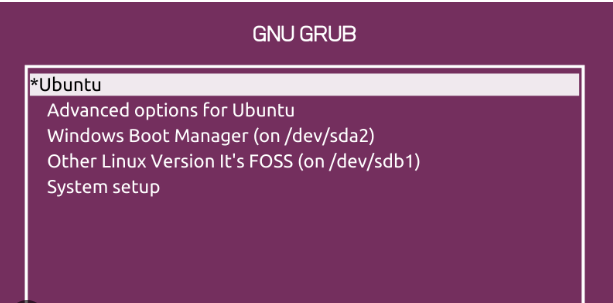 GNU GRUB
*Ubuntu
Advanced options for Ubuntu
Windows Boot Manager (on /dev/sda2)
Other Linux Version It's FOSS (on /dev/sdb1)
System setup